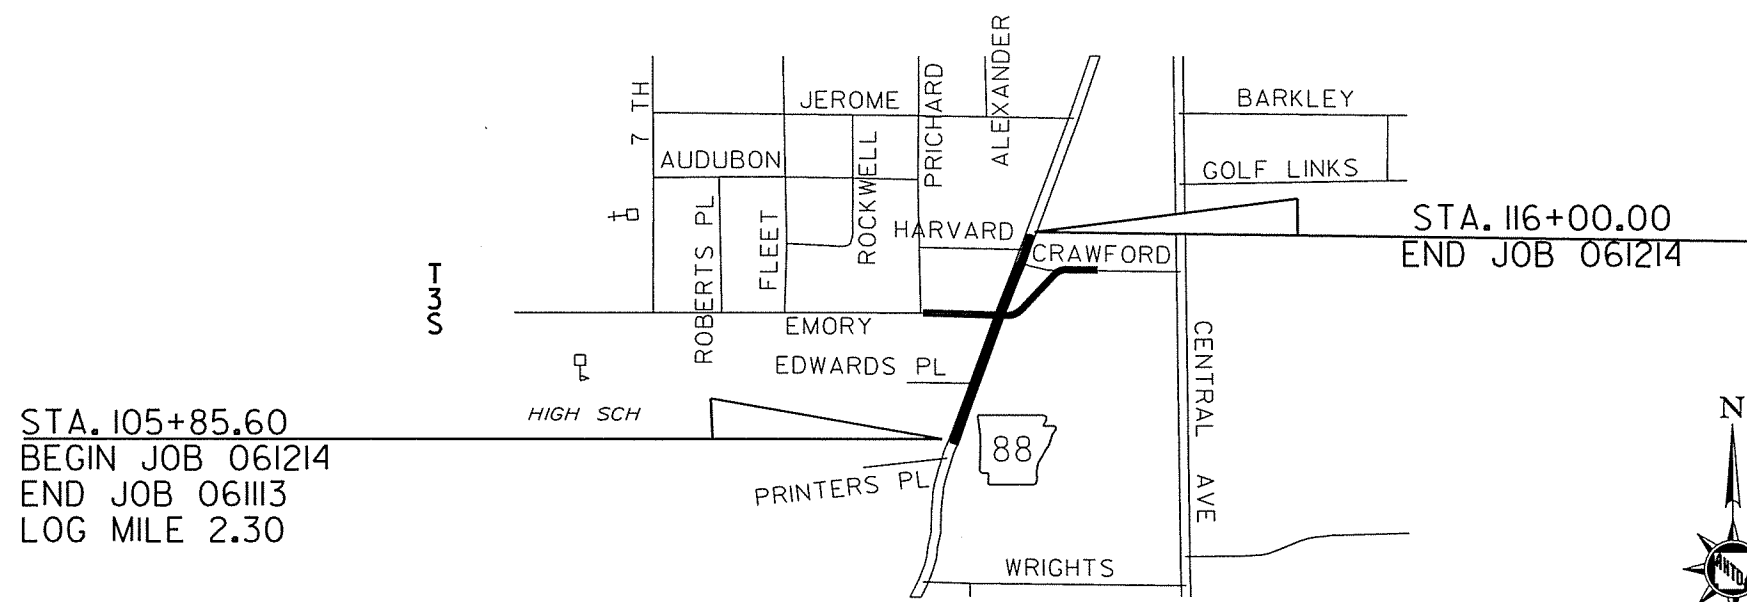 ALEXANDER
7 TH
JEROME
PRICHARD
BARKLEY
AUDUBON
ROCKWELL
GOLF LINKS
ROBERTS PL
FLEET
HARVARD
CRAWFORD
STA. 116+00.00
END JOB 061214
T
3
S
EMORY
EDWARDS PL
CENTRAL AVE
HIGH SCH
STA. 105+85.60
BEGIN JOB 061214
END JOB 061113
LOG MILE 2.30
88
PRINTERS PL
WRIGHTS
N